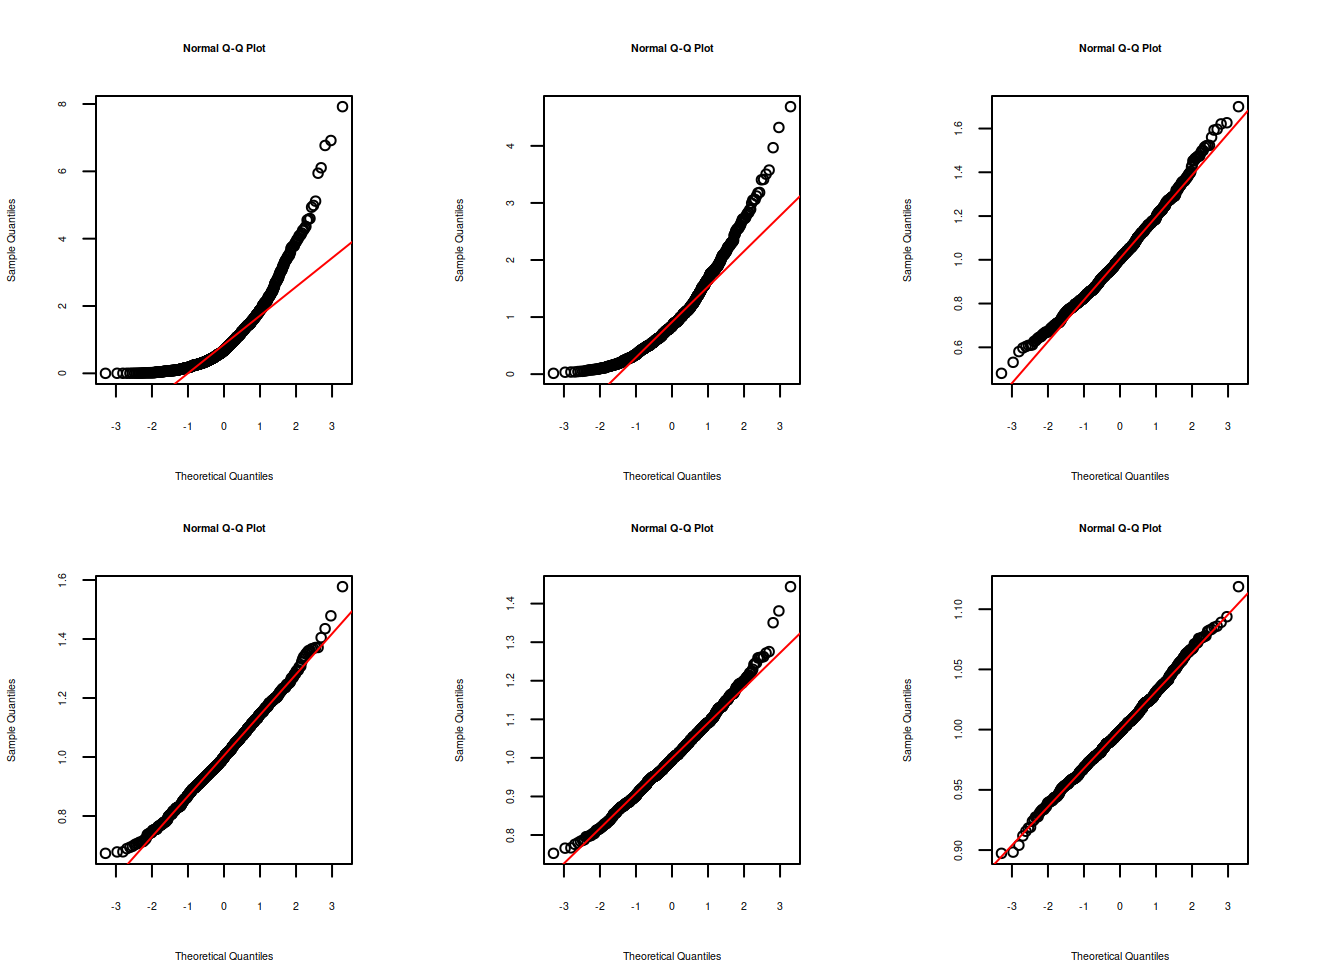 Normal Q-Q Plot
Sample Quantiles
8
6
4
2
0
-3 -2 -1 0 1 2 3
Theoretical Quantiles
Normal Q-Q Plot
Sample Quantiles
4
3
2
1
0
-3 -2 -1 0 1 2 3
Theoretical Quantiles
Normal Q-Q Plot
Sample Quantiles
1.6
1.4
1.2
1.0
0.8
0.6
-3 -2 -1 0 1 2 3
Theoretical Quantiles
Normal Q-Q Plot
Sample Quantiles
1.6
1.4
1.2
1.0
0.8
-3 -2 -1 0 1 2 3
Theoretical Quantiles
Normal Q-Q Plot
Sample Quantiles
1.4
1.3
1.2
1.1
1.0
0.9
0.8
-3 -2 -1 0 1 2 3
Theoretical Quantiles
Normal Q-Q Plot
Sample Quantiles
1.10
1.05
1.00
0.95
0.90
-3 -2 -1 0 1 2 3
Theoretical Quantiles